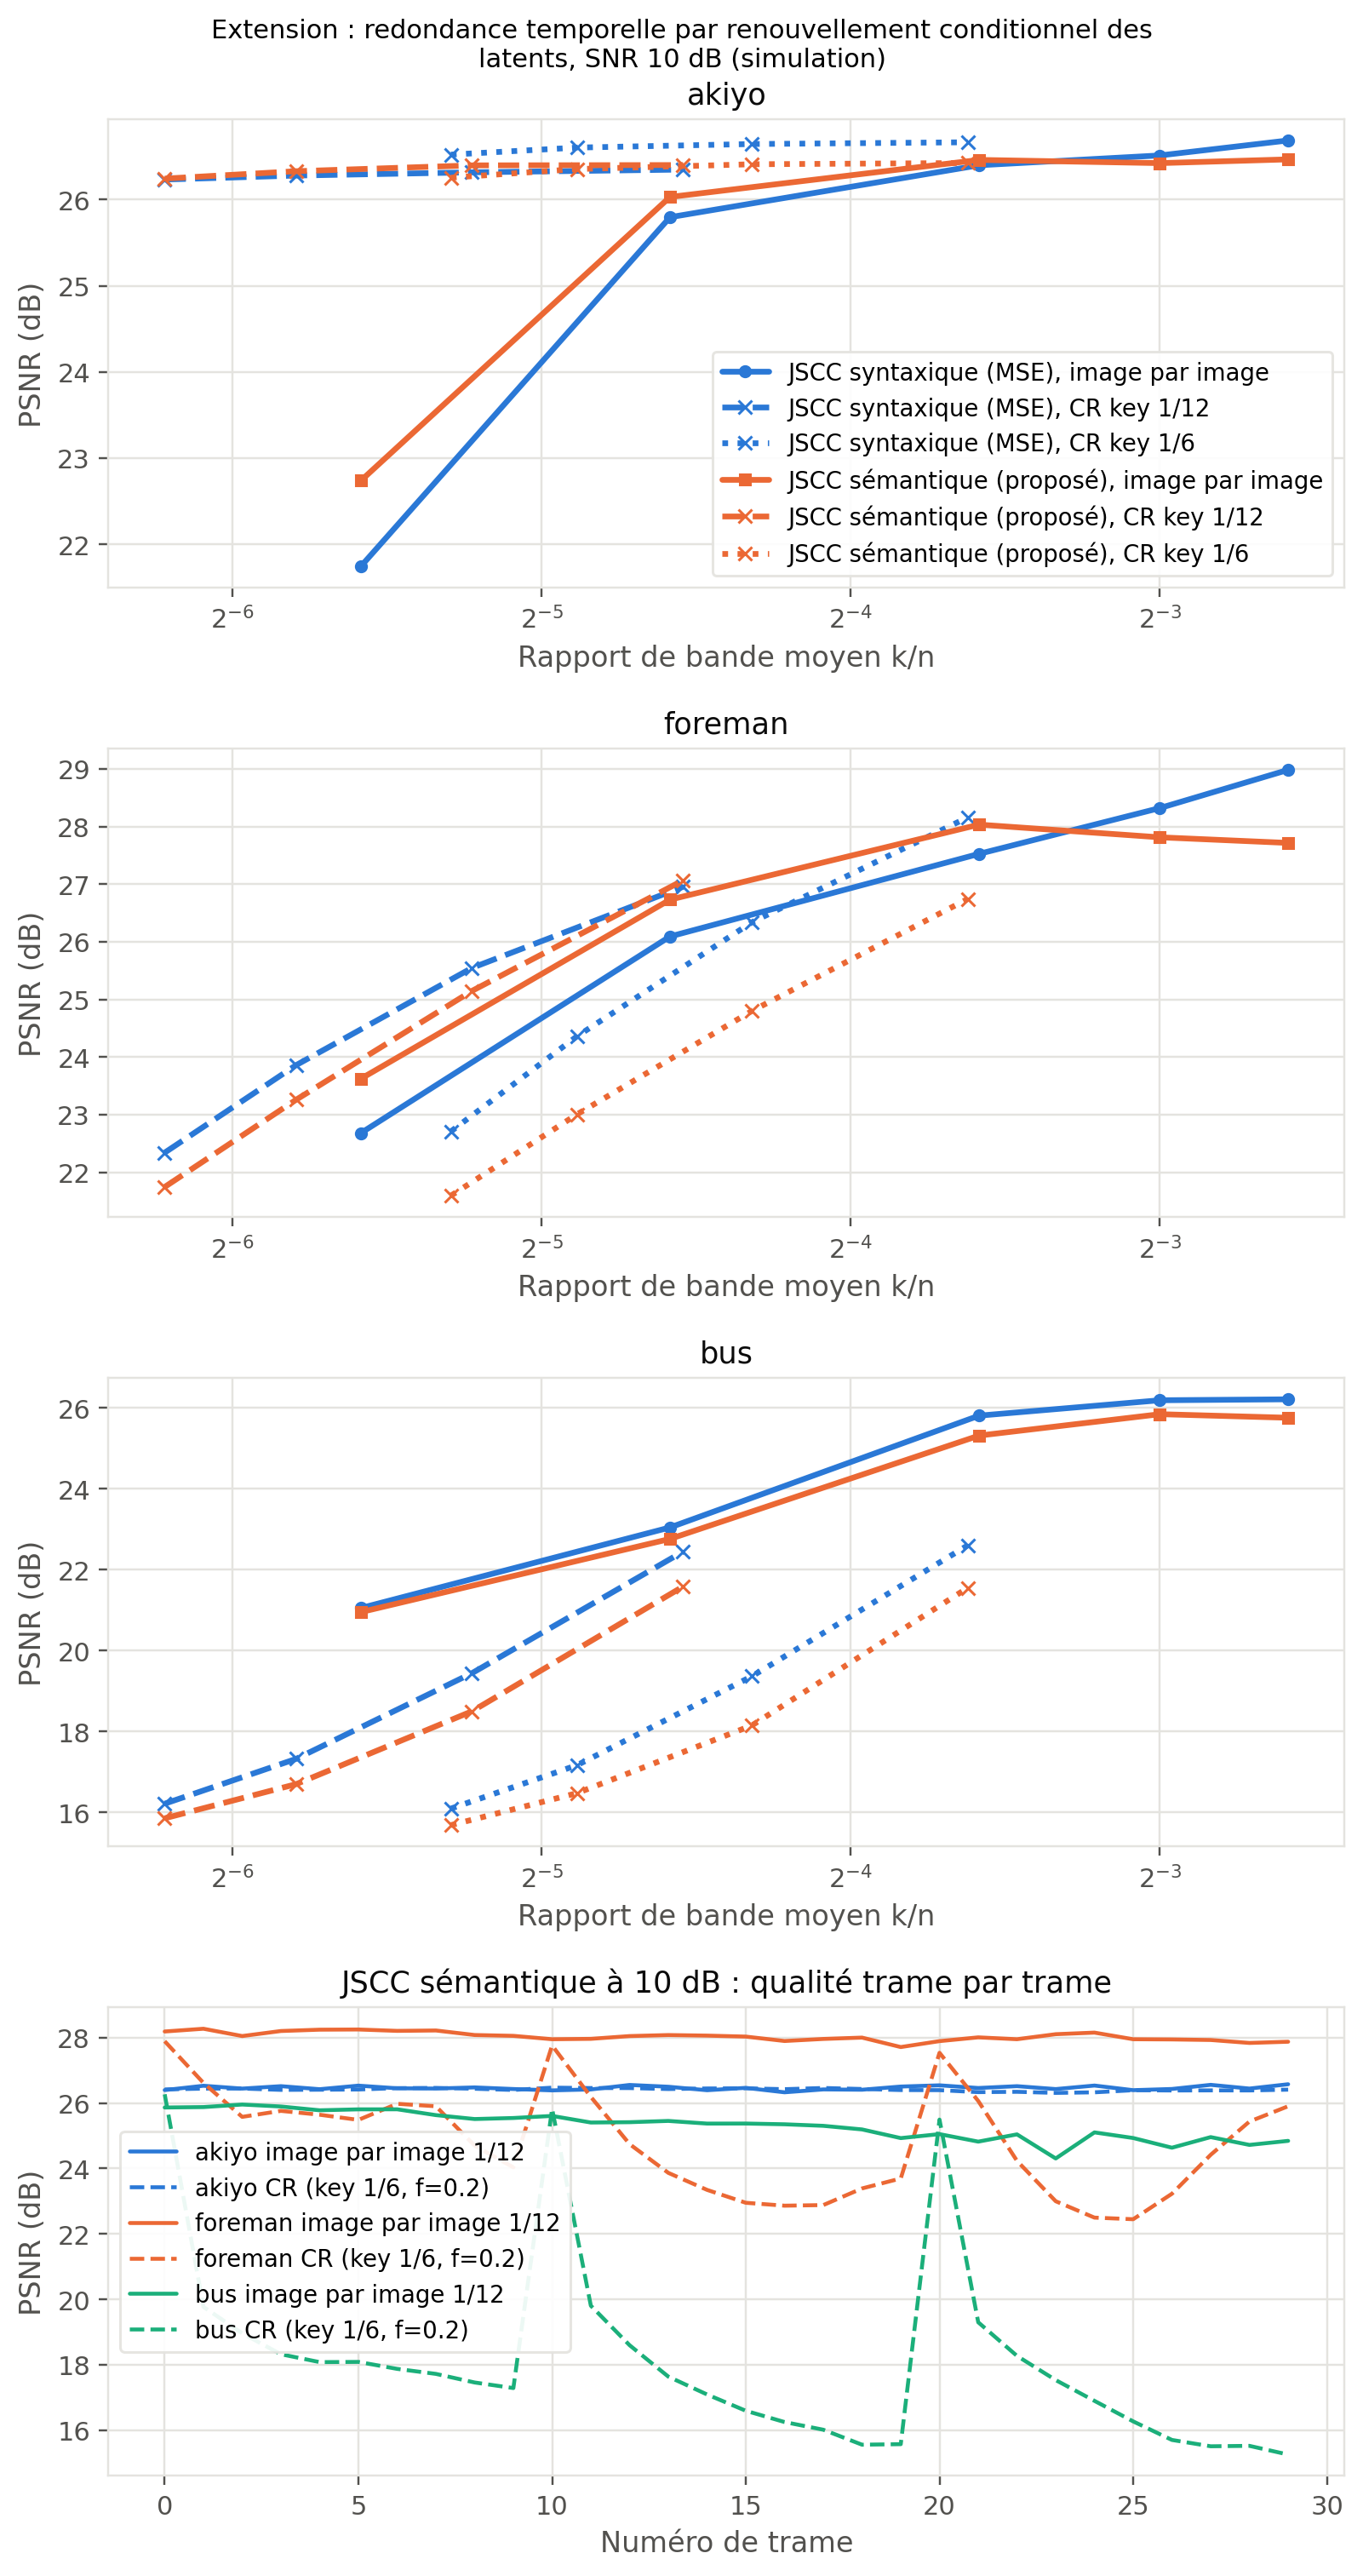 Extension : redondance temporelle par renouvellement conditionnel des
latents, SNR 10 dB (simulation)
akiyo
PSNR (dB)
26
25
24
23
22
JSCC syntaxique (MSE), image par image
JSCC syntaxique (MSE), CR key 1/12
JSCC syntaxique (MSE), CR key 1/6
JSCC sémantique (proposé), image par image
JSCC sémantique (proposé), CR key 1/12
JSCC sémantique (proposé), CR key 1/6
2⁻⁶ 2⁻⁵ 2⁻⁴ 2⁻³
Rapport de bande moyen k/n
foreman
PSNR (dB)
29
28
27
26
25
24
23
22
2⁻⁶ 2⁻⁵ 2⁻⁴ 2⁻³
Rapport de bande moyen k/n
bus
PSNR (dB)
26
24
22
20
18
16
2⁻⁶ 2⁻⁵ 2⁻⁴ 2⁻³
Rapport de bande moyen k/n
JSCC sémantique à 10 dB : qualité trame par trame
PSNR (dB)
28
26
24
22
20
18
16
akiyo image par image 1/12
akiyo CR (key 1/6, f=0.2)
foreman image par image 1/12
foreman CR (key 1/6, f=0.2)
bus image par image 1/12
bus CR (key 1/6, f=0.2)
0 5 10 15 20 25 30
Numéro de trame